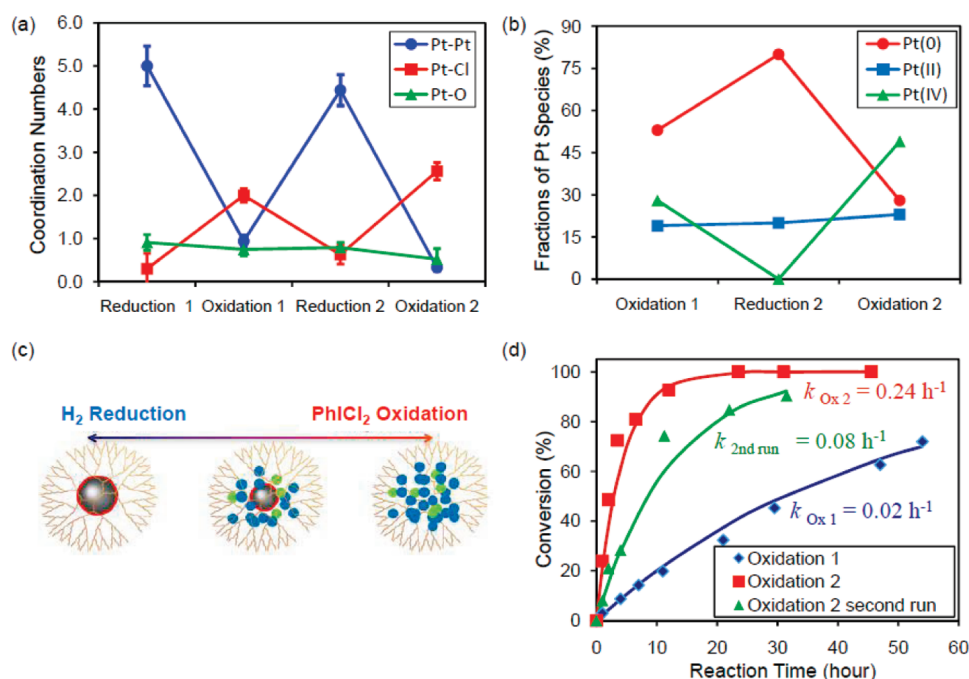 (a)
6.0
5.0
4.0
3.0
2.0
1.0
0.0
Coordination Numbers
Pt-Pt
Pt-Cl
Pt-O
Reduction 1 Oxidation 1 Reduction 2 Oxidation 2
(b)
90
75
60
45
30
15
0
Fractions of Pt Species (%)
Pt(0)
Pt(II)
Pt(IV)
Oxidation 1 Reduction 2 Oxidation 2
(c)
H2 Reduction PhICl2 Oxidation
(d)
100
80
60
40
20
0
Conversion (%)
k Ox 2 = 0.24 h-1
k 2nd run = 0.08 h-1
k Ox 1 = 0.02 h-1
Oxidation 1
Oxidation 2
Oxidation 2 second run
0 10 20 30 40 50 60
Reaction Time (hour)